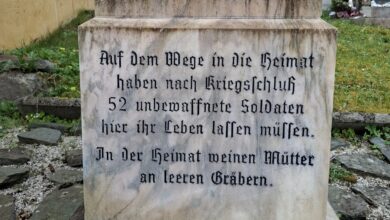 Auf dem Wege in die Heimat
haben nach Kriegsschluß
52 unbewaffnete Soldaten
hier ihr Leben lassen müssen.
In der Heimat weinen Mütter
an leeren Gräbern.